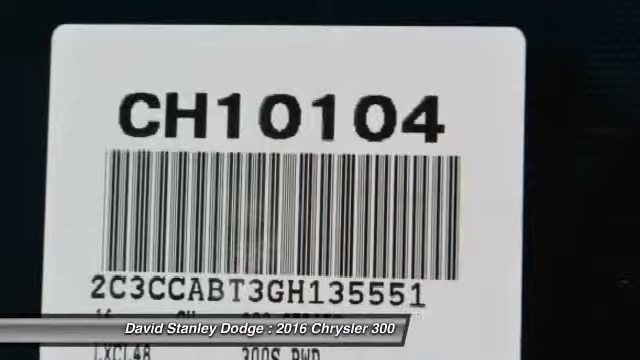 CH10104
2C3CCABT3GH135551
David Stanley Dodge : 2016 Chrysler 300
LXCL48 300S RWD